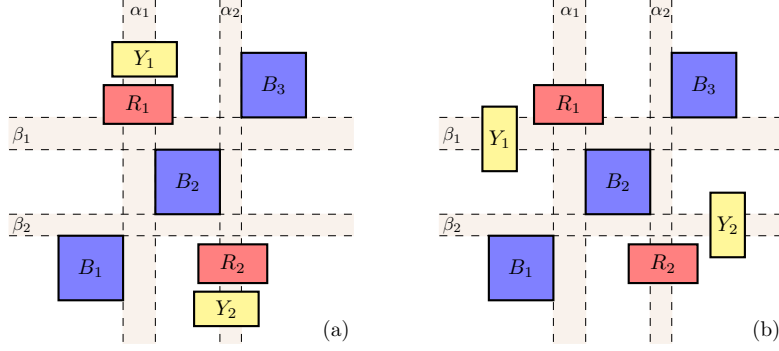 α₁ α₂
Y₁
B₃
R₁
β₁
B₂
β₂
R₂
B₁
Y₂
(a)
α₁ α₂
B₃
R₁
β₁ Y₁
B₂
β₂ Y₂
R₂
B₁
(b)